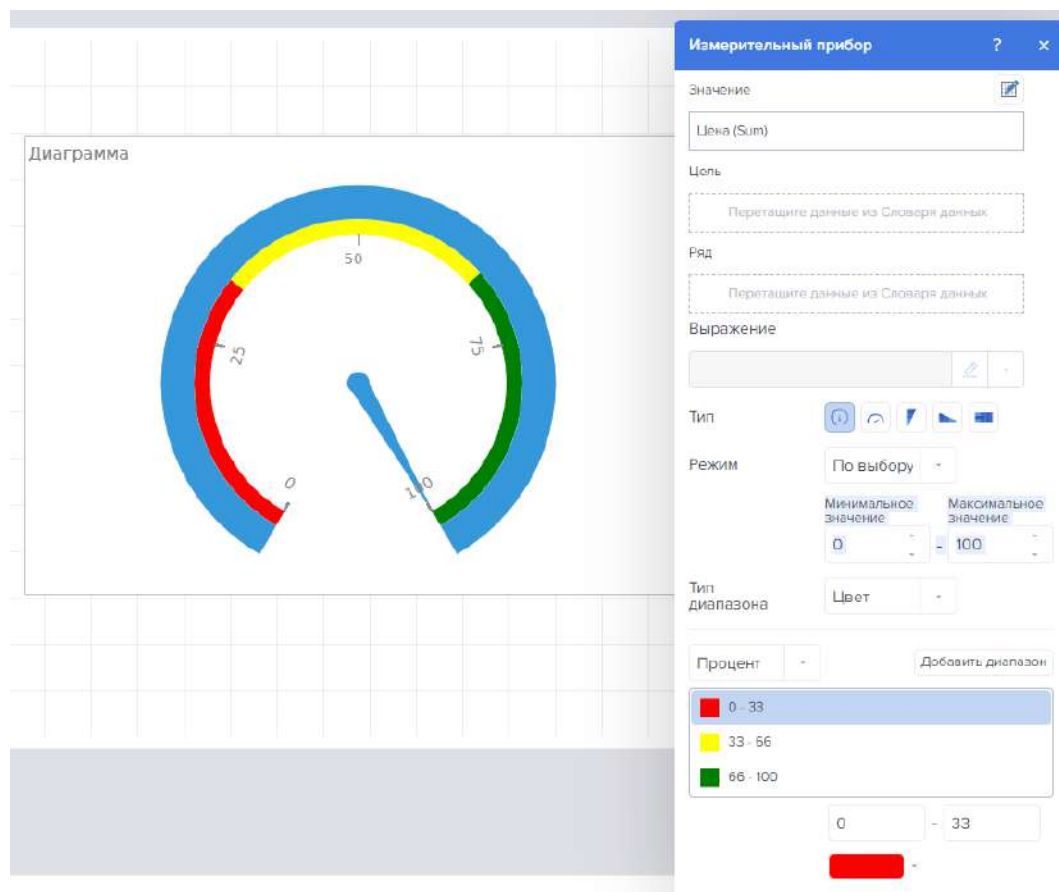 Измерительный прибор ? ×
Значение
Цена (Sum)
Цель
Перетащите данные из Словаря данных
Ряд
Перетащите данные из Словаря данных
Выражение
Тип
Режим По выбору
Минимальное значение
Максимальное значение
0 - 100
Тип диапазона
Цвет
Процент
Добавить диапазон
0 - 33
33 - 66
66 - 100
0 - 33
Диаграмма
0
25
50
75
100